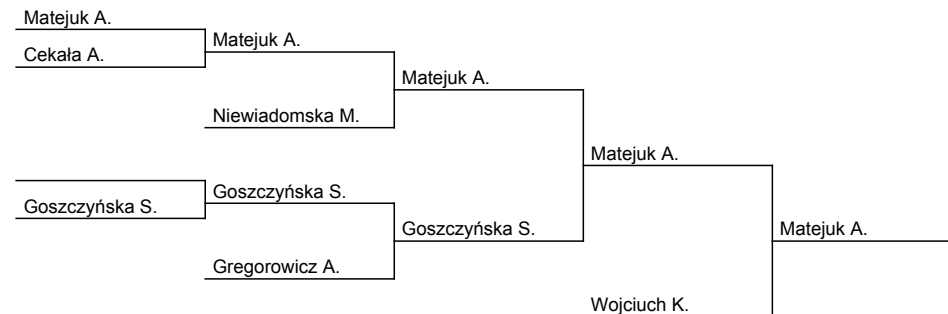 Matejuk A.
Cekała A.
Matejuk A.
Niewiadomska M.
Matejuk A.
Goszczyńska S.
Goszczyńska S.
Gregorowicz A.
Goszczyńska S.
Matejuk A.
Wojciuch K.
Matejuk A.